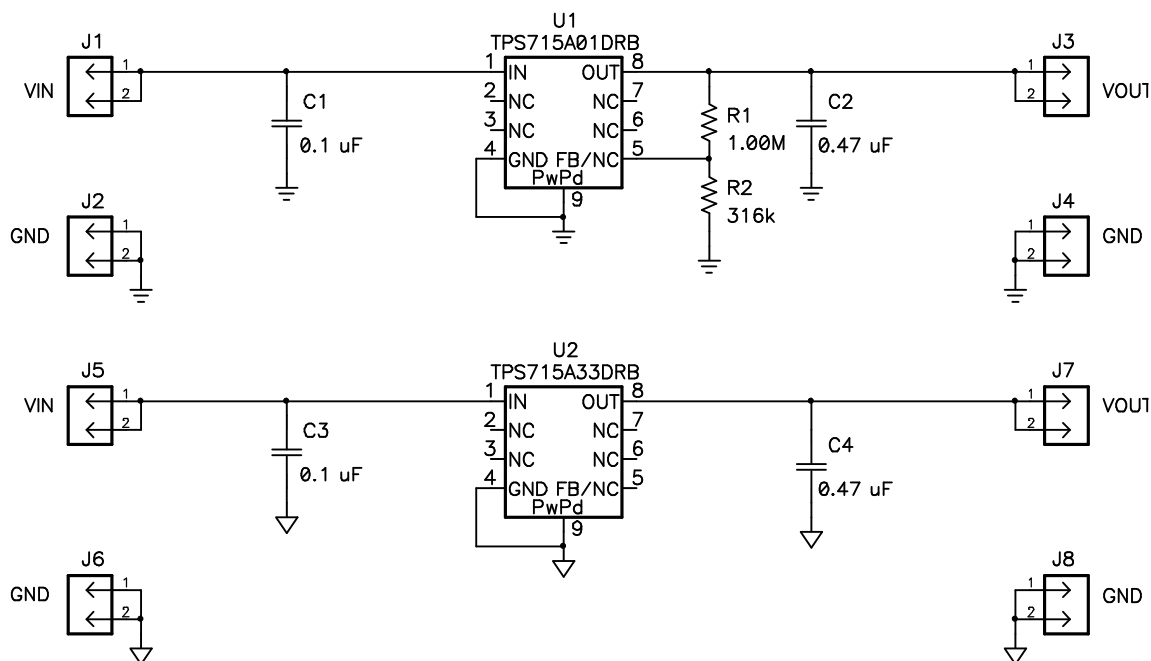 U1
TPS715A01DRB
J1
J3
1
2
VIN
1 IN OUT 8
2 NC NC 7
3 NC NC 6
4 GND FB/NC 5
PwPd
9
C1
0.1 uF
R1
1.00M
R2
316k
C2
0.47 uF
1
2
VOUT
J2
J4
GND
1
2
1
2
GND
U2
TPS715A33DRB
J5
J7
1
2
VIN
1 IN OUT 8
2 NC NC 7
3 NC NC 6
4 GND FB/NC 5
PwPd
9
C3
0.1 uF
C4
0.47 uF
1
2
VOUT
J6
J8
GND
1
2
1
2
GND